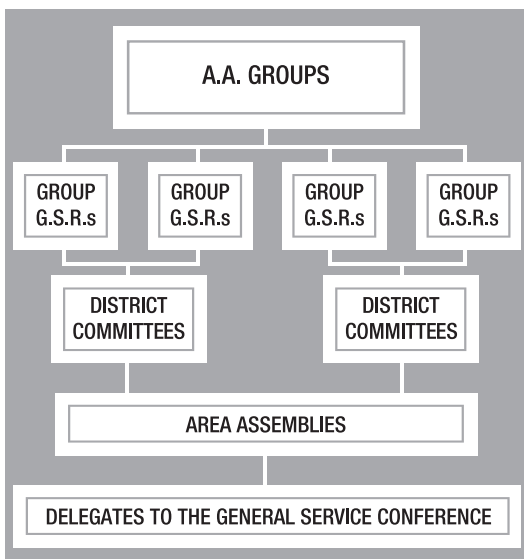 A.A. GROUPS
GROUP
G.S.R.s
GROUP
G.S.R.s
GROUP
G.S.R.s
GROUP
G.S.R.s
DISTRICT
COMMITTEES
DISTRICT
COMMITTEES
AREA ASSEMBLIES
DELEGATES TO THE GENERAL SERVICE CONFERENCE